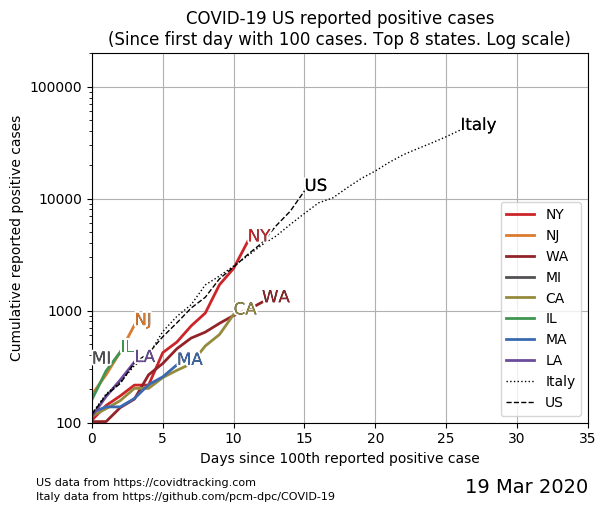 COVID-19 US reported positive cases
(Since first day with 100 cases. Top 8 states. Log scale)
Cumulative reported positive cases
100000
10000
1000
100
Italy
US
NY
WA
CA
NJ
IL
MI
LA
MA
NY
NJ
WA
MI
CA
IL
MA
LA
Italy
US
0 5 10 15 20 25 30 35
Days since 100th reported positive case
US data from https://covidtracking.com
Italy data from https://github.com/pcm-dpc/COVID-19
19 Mar 2020